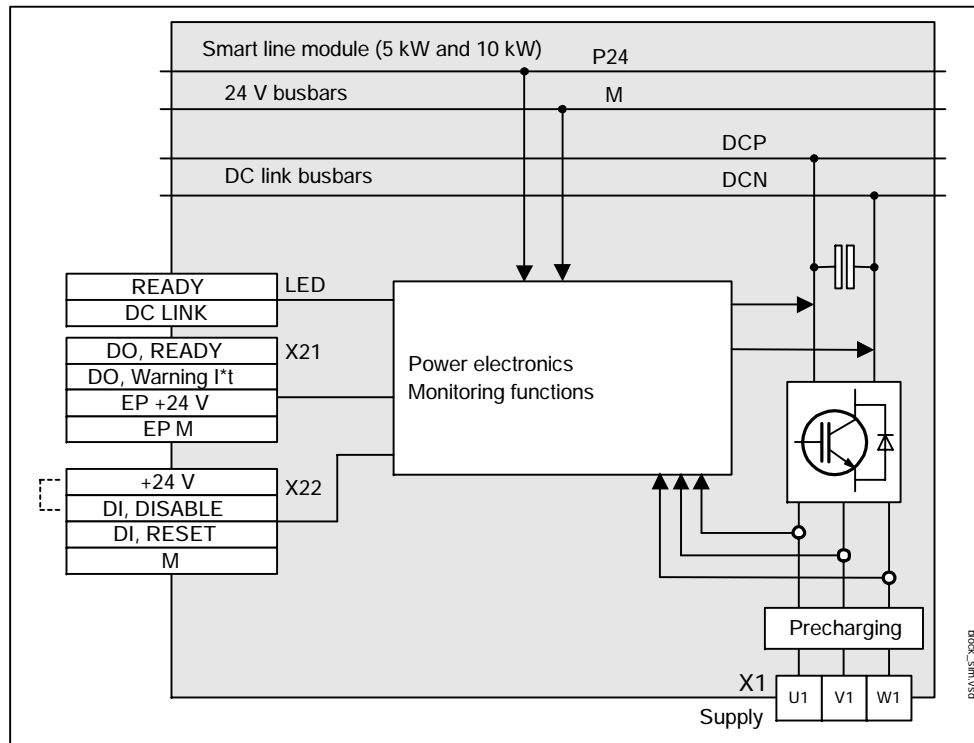 Smart line module (5 kW and 10 kW)
P24
24 V busbars
M
DCP
DC link busbars
DCN
READY
LED
DC LINK
DO, READY
X21
DO, Warning I*t
EP +24 V
EP M
Power electronics
Monitoring functions
+24 V
X22
DI, DISABLE
DI, RESET
M
Precharging
X1
U1
V1
W1
Supply
block_slm.vsd